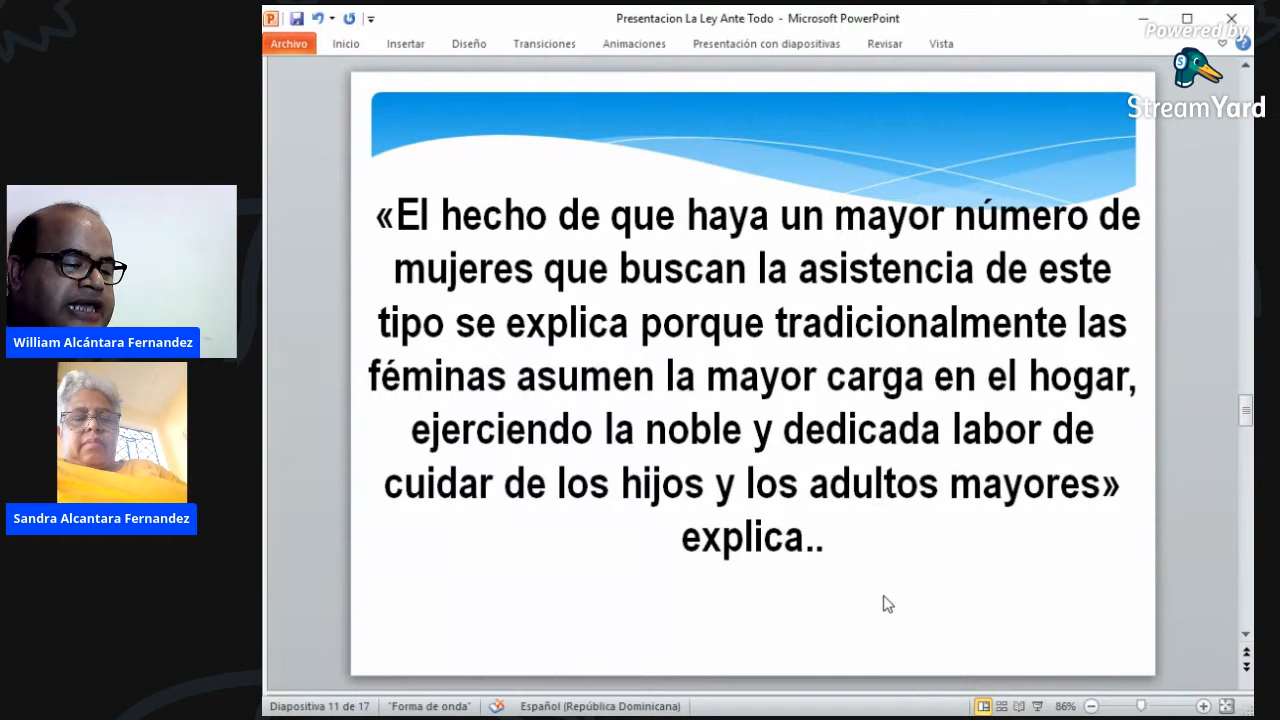 Presentacion La Ley Ante Todo - Microsoft PowerPoint
Powered by
StreamYard
Archivo Inicio Insertar Diseño Transiciones Animaciones Presentación con diapositivas Revisar Vista
«El hecho de que haya un mayor número de
mujeres que buscan la asistencia de este
tipo se explica porque tradicionalmente las
féminas asumen la mayor carga en el hogar,
ejerciendo la noble y dedicada labor de
cuidar de los hijos y los adultos mayores»
explica..
William Alcántara Fernandez
Sandra Alcantara Fernandez
Diapositiva 11 de 17 "Forma de onda" Español (República Dominicana) 86%